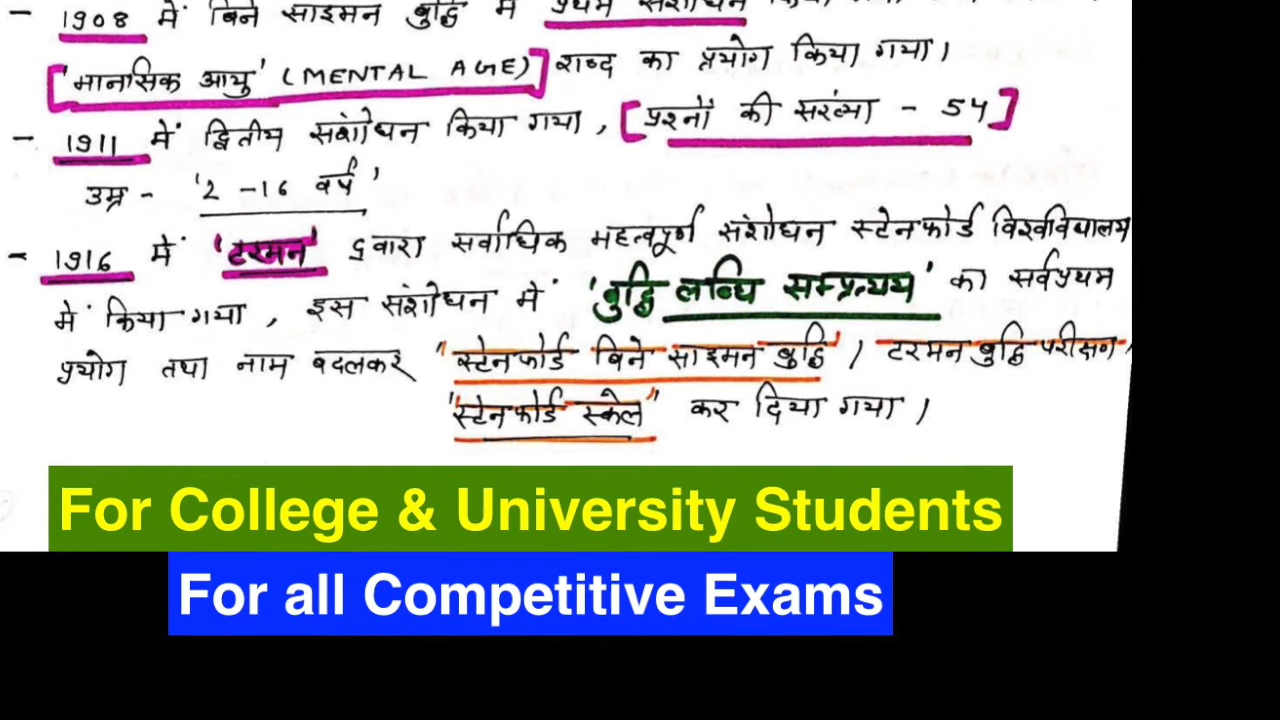 - 1908 में बिने साइमन बुद्धि में प्रथम संशोधन किया गया
['मानसिक आयु' (MENTAL AGE)] शब्द का प्रयोग किया गया।
- 1911 में द्वितीय संशोधन किया गया, [प्रश्नों की संख्या - 54]
उम्र - '2 -16 वर्ष'
- 1916 में 'टरमन' द्वारा सर्वाधिक महत्वपूर्ण संशोधन स्टेनफोर्ड विश्वविद्यालय
में किया गया, इस संशोधन में 'बुद्धि लब्धि सम्प्रत्यय' का सर्वप्रथम
प्रयोग तथा नाम बदलकर "स्टेनफोर्ड बिने साइमन बुद्धि / टरमन बुद्धि परीक्षण,
"स्टेनफोर्ड स्केल" कर दिया गया।
For College & University Students
For all Competitive Exams